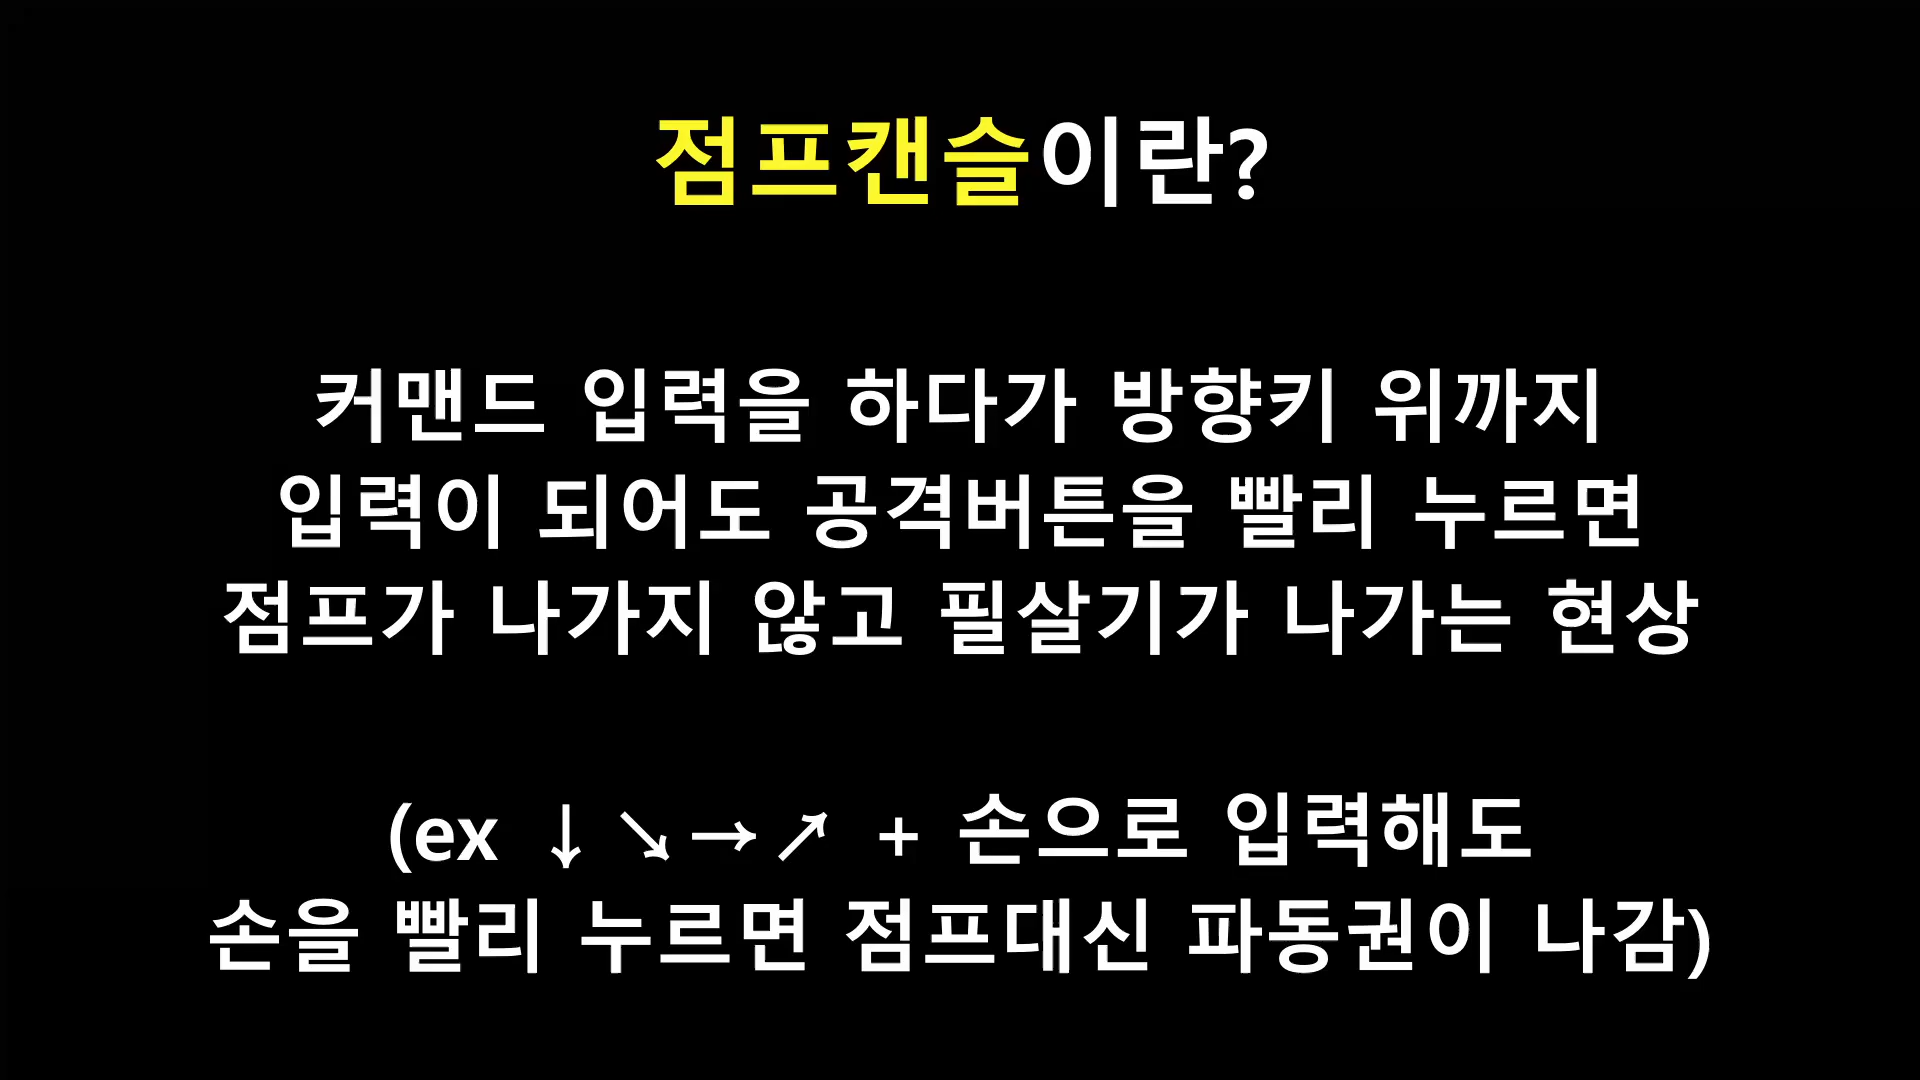 점프캔슬이란?
커맨드 입력을 하다가 방향키 위까지
입력이 되어도 공격버튼을 빨리 누르면
점프가 나가지 않고 필살기가 나가는 현상
(ex ↓↘→↗ + 손으로 입력해도
손을 빨리 누르면 점프대신 파동권이 나감)